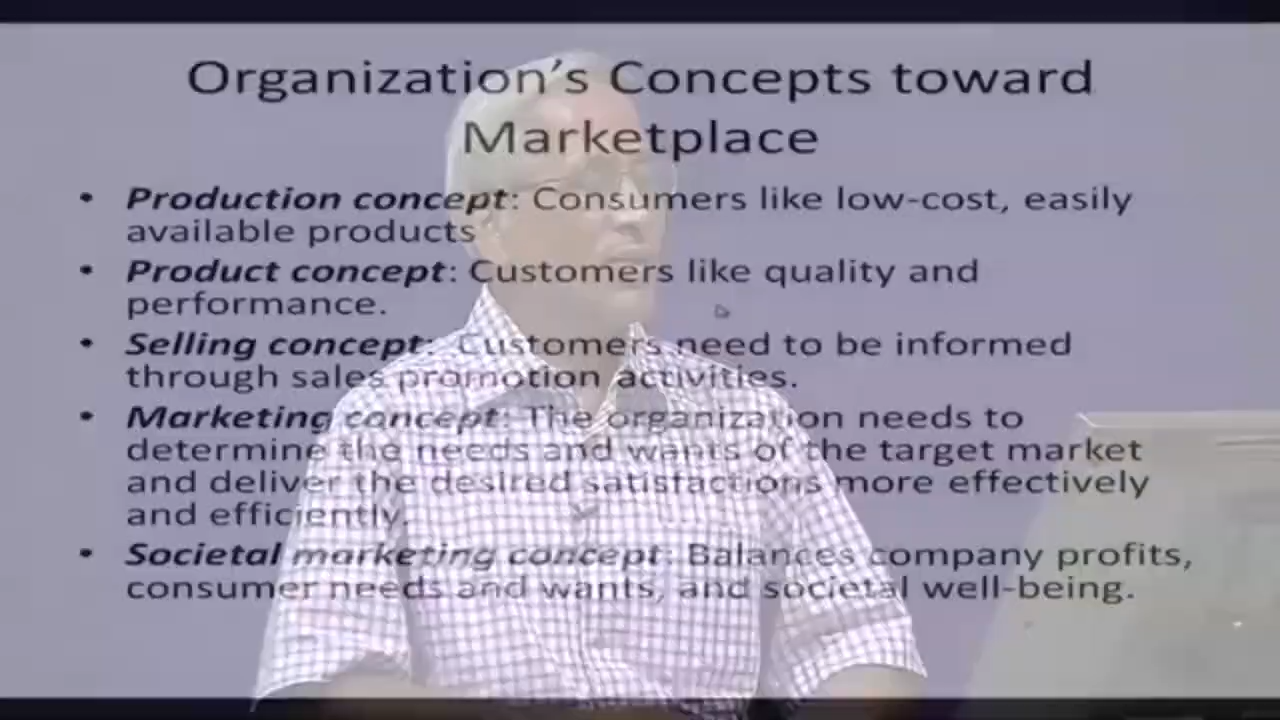 Organization's Concepts toward
Marketplace
• Production concept: Consumers like low-cost, easily
available products
• Product concept: Customers like quality and
performance.
• Selling concept: Customers need to be informed
through sales promotion activities.
• Marketing concept: The organization needs to
determine the needs and wants of the target market
and deliver the desired satisfactions more effectively
and efficiently.
• Societal marketing concept: Balances company profits,
consumer needs and wants, and societal well-being.